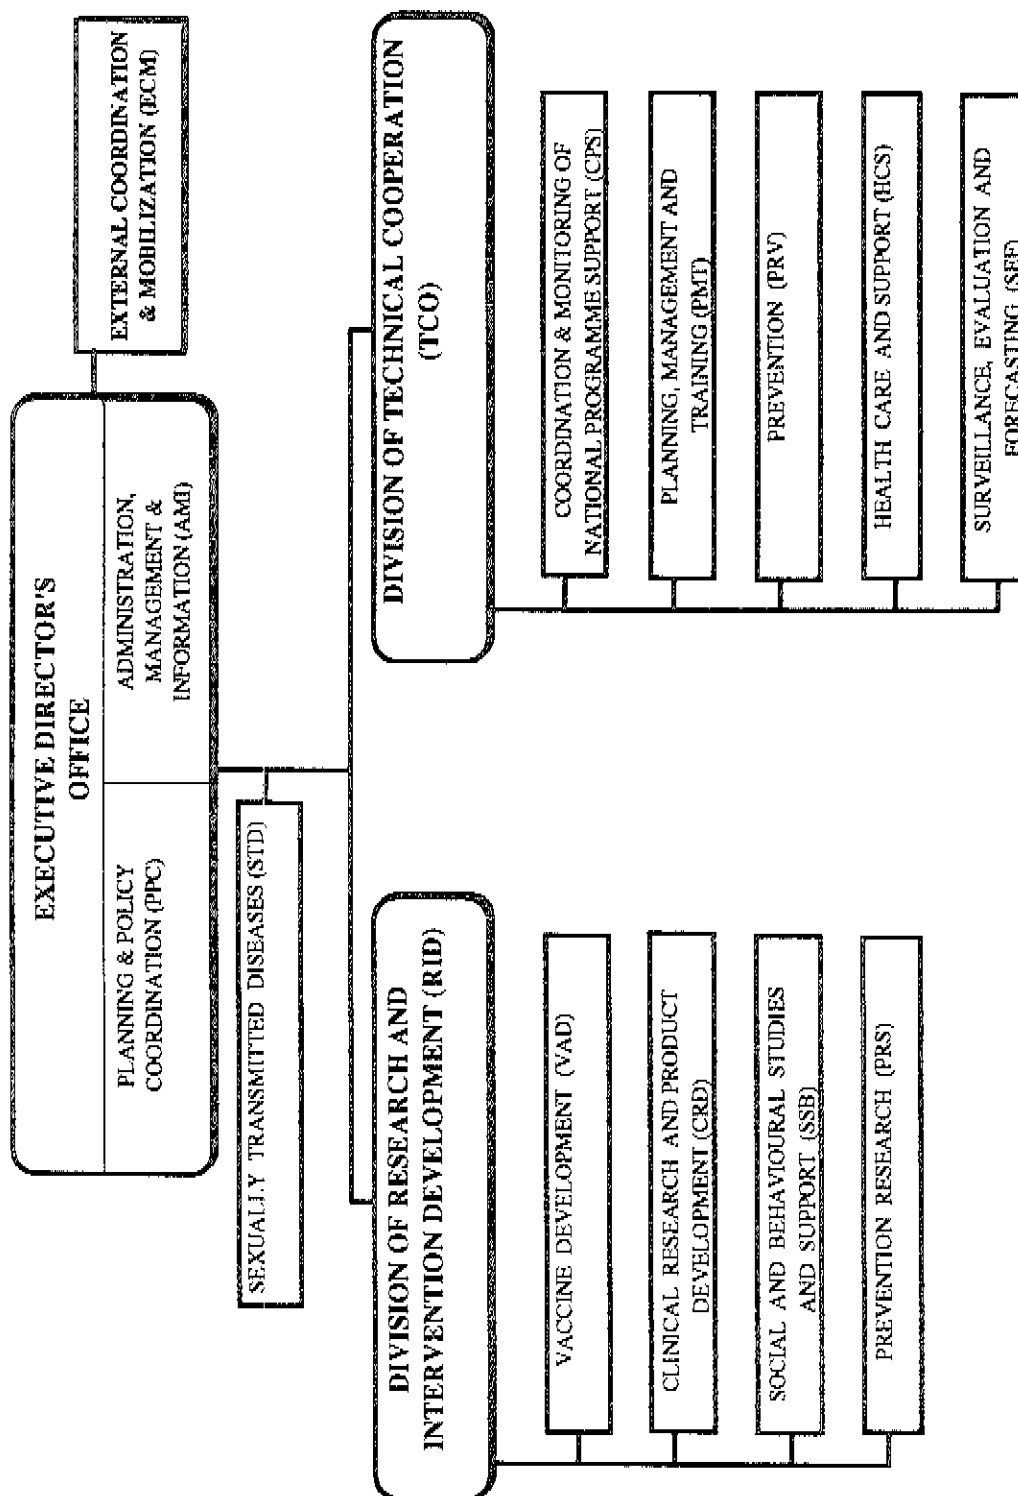 EXECUTIVE DIRECTOR'S
OFFICE
PLANNING & POLICY
COORDINATION (PPC)
ADMINISTRATION,
MANAGEMENT &
INFORMATION (AMI)
EXTERNAL COORDINATION
& MOBILIZATION (ECM)
SEXUALLY TRANSMITTED DISEASES (STD)
DIVISION OF RESEARCH AND
INTERVENTION DEVELOPMENT (RID)
VACCINE DEVELOPMENT (VAD)
CLINICAL RESEARCH AND PRODUCT
DEVELOPMENT (CRD)
SOCIAL AND BEHAVIOURAL STUDIES
AND SUPPORT (SSB)
PREVENTION RESEARCH (PRS)
DIVISION OF TECHNICAL COOPERATION
(TCO)
COORDINATION & MONITORING OF
NATIONAL PROGRAMME SUPPORT (CPS)
PLANNING, MANAGEMENT AND
TRAINING (PMT)
PREVENTION (PRV)
HEALTH CARE AND SUPPORT (HCS)
SURVEILLANCE, EVALUATION AND
FORECASTING (SEF)